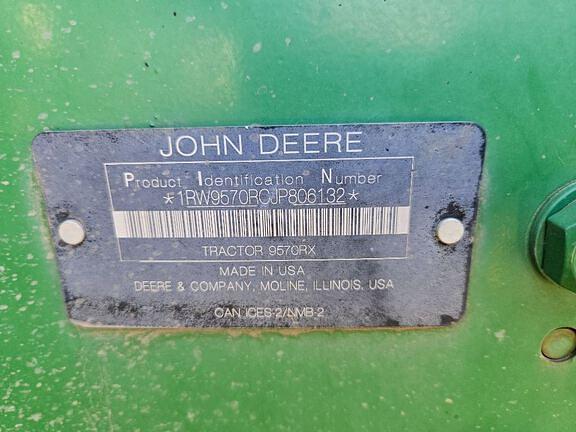 JOHN DEERE
Product Identification Number
*1RW9570RCJP806132*
TRACTOR 9570RX
MADE IN USA
DEERE & COMPANY, MOLINE, ILLINOIS, USA
CAN ICES-2/NMB-2